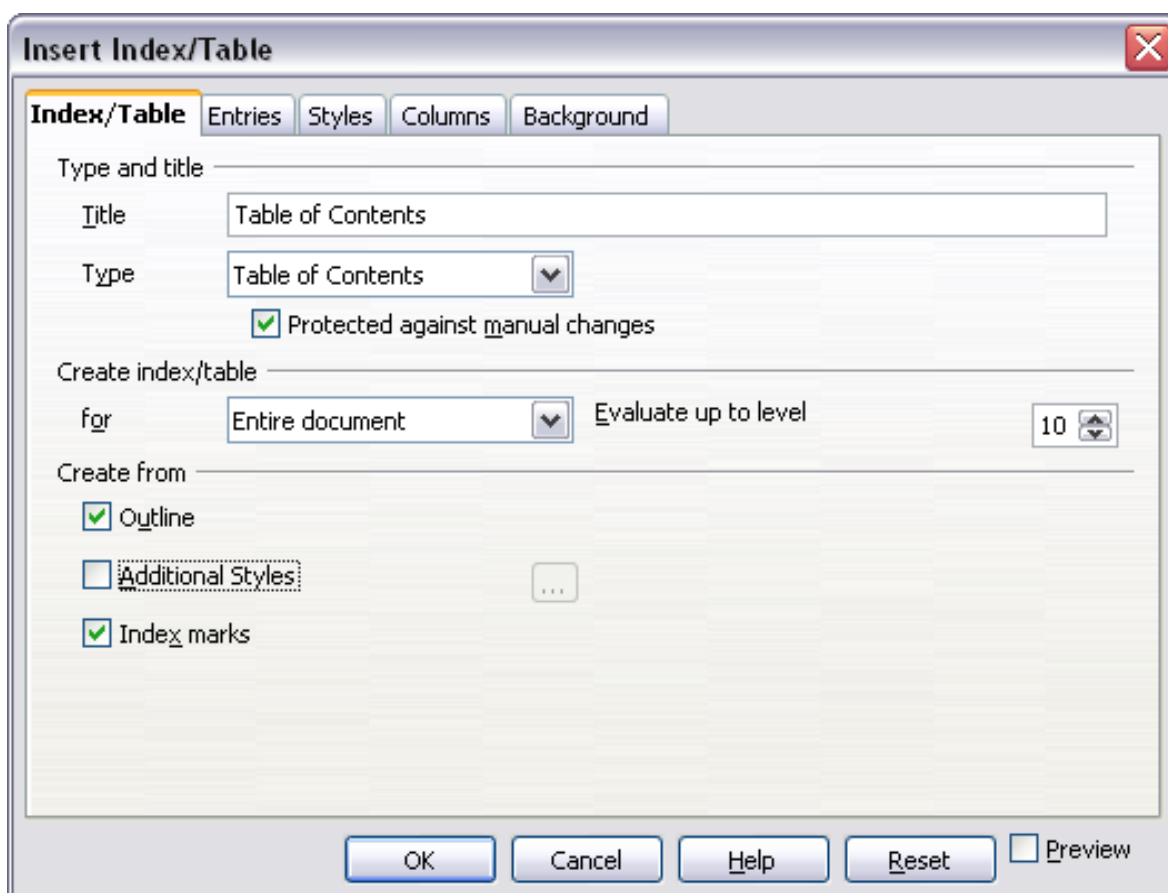 Insert Index/Table
Index/Table Entries Styles Columns Background
Type and title
Title Table of Contents
Type Table of Contents
Protected against manual changes
Create index/table
for Entire document Evaluate up to level 10
Create from
Outline
Additional Styles ...
Index marks
OK Cancel Help Reset Preview